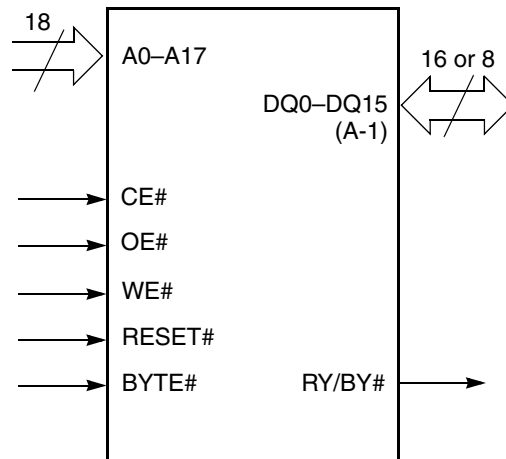 18
A0–A17
16 or 8
DQ0–DQ15
(A-1)
CE#
OE#
WE#
RESET#
BYTE#
RY/BY#